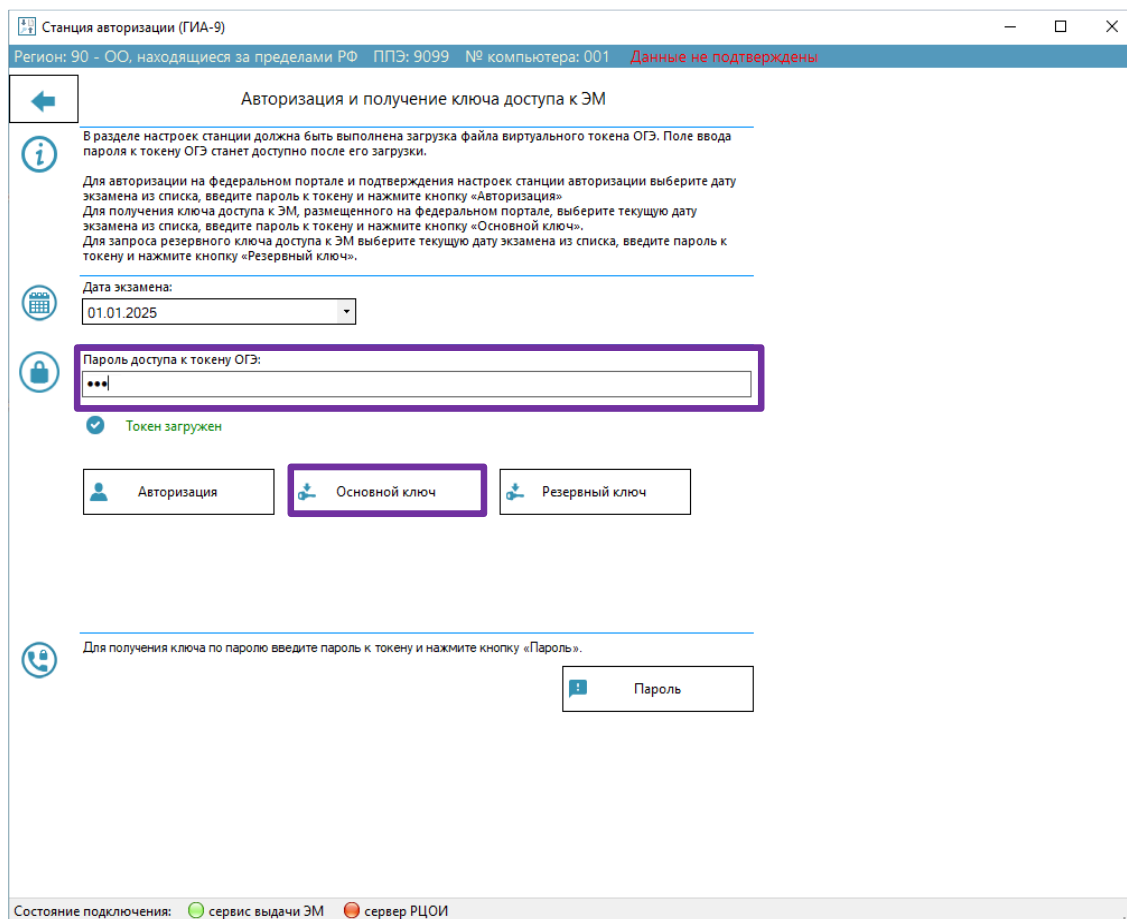 Станция авторизации (ГИА-9)
Регион: 90 - ОО, находящиеся за пределами РФ ППЭ: 9099 № компьютера: 001 Данные не подтверждены
Авторизация и получение ключа доступа к ЭМ
В разделе настроек станции должна быть выполнена загрузка файла виртуального токена ОГЭ. Поле ввода
пароля к токену ОГЭ станет доступно после его загрузки.
Для авторизации на федеральном портале и подтверждения настроек станции авторизации выберите дату
экзамена из списка, введите пароль к токену и нажмите кнопку «Авторизация»
Для получения ключа доступа к ЭМ, размещенного на федеральном портале, выберите текущую дату
экзамена из списка, введите пароль к токену и нажмите кнопку «Основной ключ».
Для запроса резервного ключа доступа к ЭМ выберите текущую дату экзамена из списка, введите пароль к
токену и нажмите кнопку «Резервный ключ».
Дата экзамена:
01.01.2025
Пароль доступа к токену ОГЭ:
•••
Токен загружен
Авторизация Основной ключ Резервный ключ
Для получения ключа по паролю введите пароль к токену и нажмите кнопку «Пароль».
Пароль
Состояние подключения: сервис выдачи ЭМ сервер РЦОИ